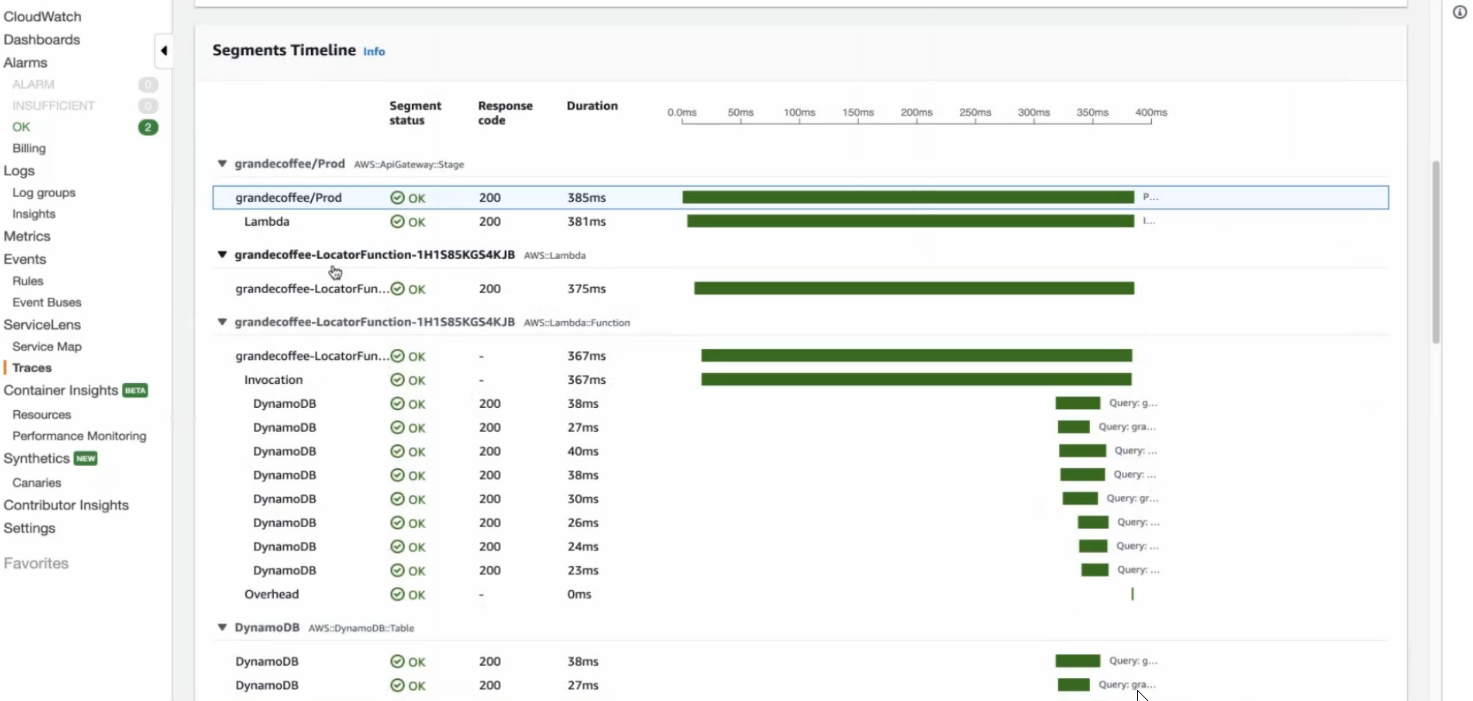 CloudWatch
Dashboards
Alarms
ALARM 0
INSUFFICIENT 0
OK 2
Billing
Logs
Log groups
Insights
Metrics
Events
Rules
Event Buses
ServiceLens
Service Map
Traces
Container Insights BETA
Resources
Performance Monitoring
Synthetics NEW
Canaries
Contributor Insights
Settings
Favorites
Segments Timeline Info
Segment status Response code Duration 0.0ms 50ms 100ms 150ms 200ms 250ms 300ms 350ms 400ms
grandecoffee/Prod AWS::ApiGateway::Stage
grandecoffee/Prod OK 200 385ms P...
Lambda OK 200 381ms I...
grandecoffee-LocatorFunction-1H1S85KGS4KJB AWS::Lambda
grandecoffee-LocatorFun... OK 200 375ms
grandecoffee-LocatorFunction-1H1S85KGS4KJB AWS::Lambda::Function
grandecoffee-LocatorFun... OK - 367ms
Invocation OK - 367ms
DynamoDB OK 200 38ms Query: g...
DynamoDB OK 200 27ms Query: gra...
DynamoDB OK 200 40ms Query: ...
DynamoDB OK 200 38ms Query: ...
DynamoDB OK 200 30ms Query: gr...
DynamoDB OK 200 26ms Query: ...
DynamoDB OK 200 24ms Query: ...
DynamoDB OK 200 23ms Query: ...
Overhead OK - 0ms
DynamoDB AWS::DynamoDB::Table
DynamoDB OK 200 38ms Query: g...
DynamoDB OK 200 27ms Query: gra...